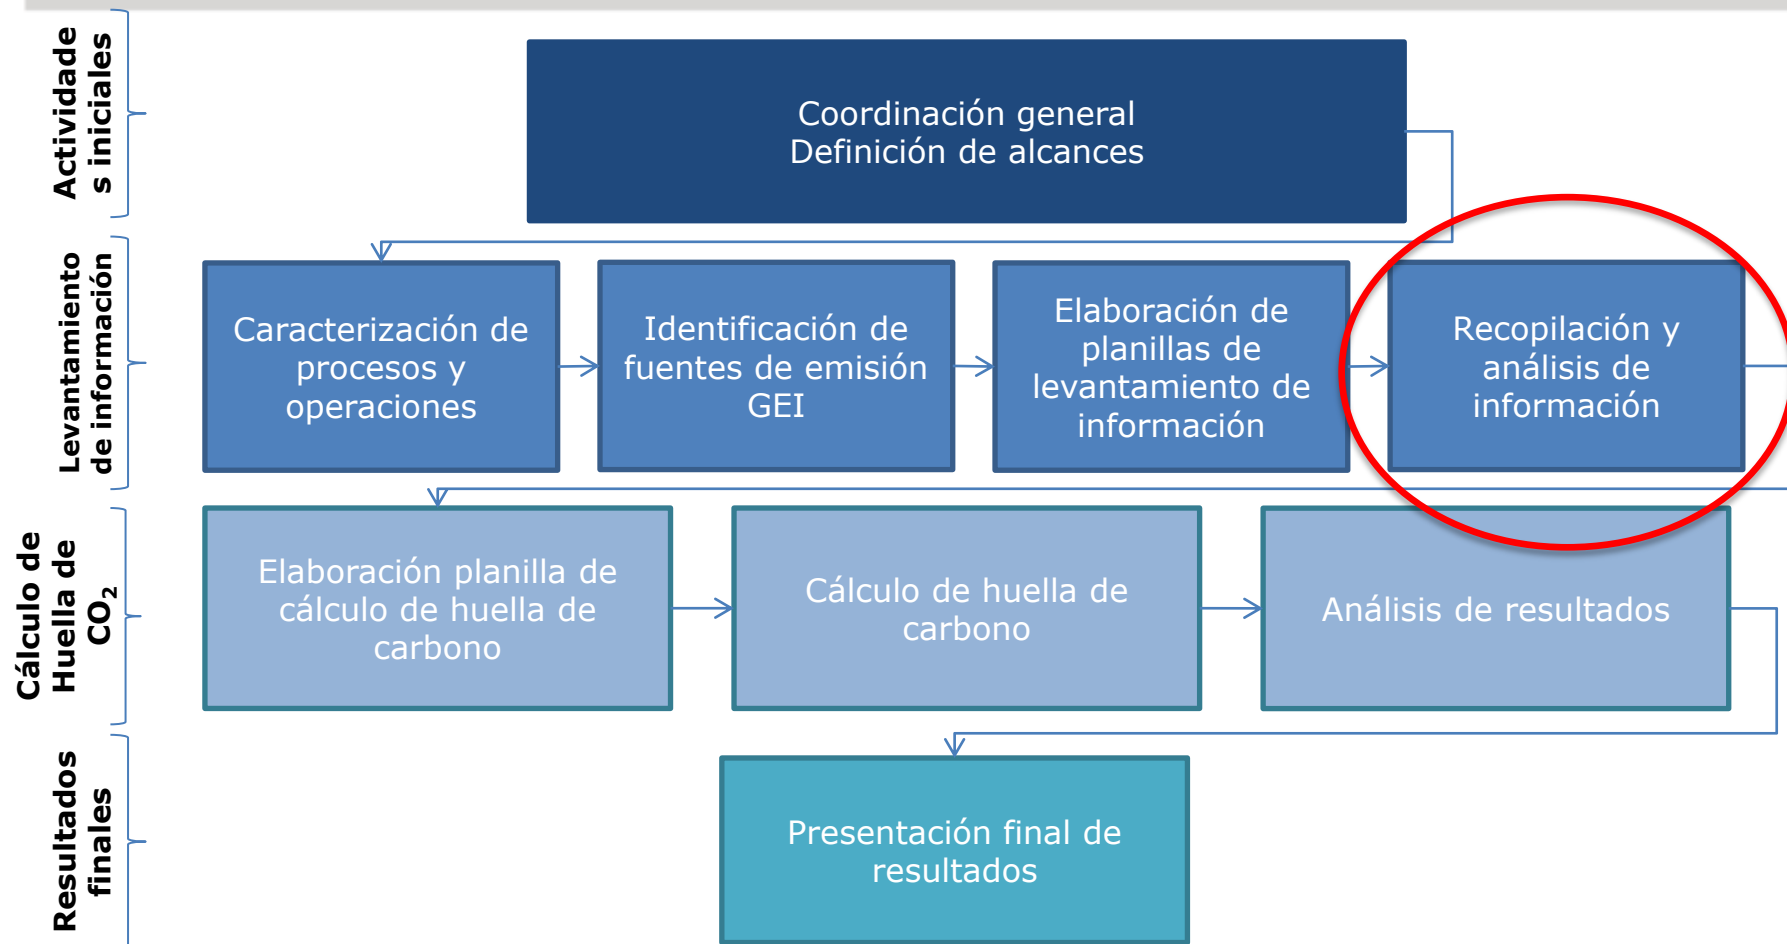 Actividade
s iniciales
Coordinación general
Definición de alcances
Levantamiento
de información
Caracterización de
procesos y
operaciones
Identificación de
fuentes de emisión
GEI
Elaboración de
planillas de
levantamiento de
información
Recopilación y
análisis de
información
Cálculo de
Huella de
CO₂
Elaboración planilla de
cálculo de huella de
carbono
Cálculo de huella de
carbono
Análisis de resultados
Resultados
finales
Presentación final de
resultados